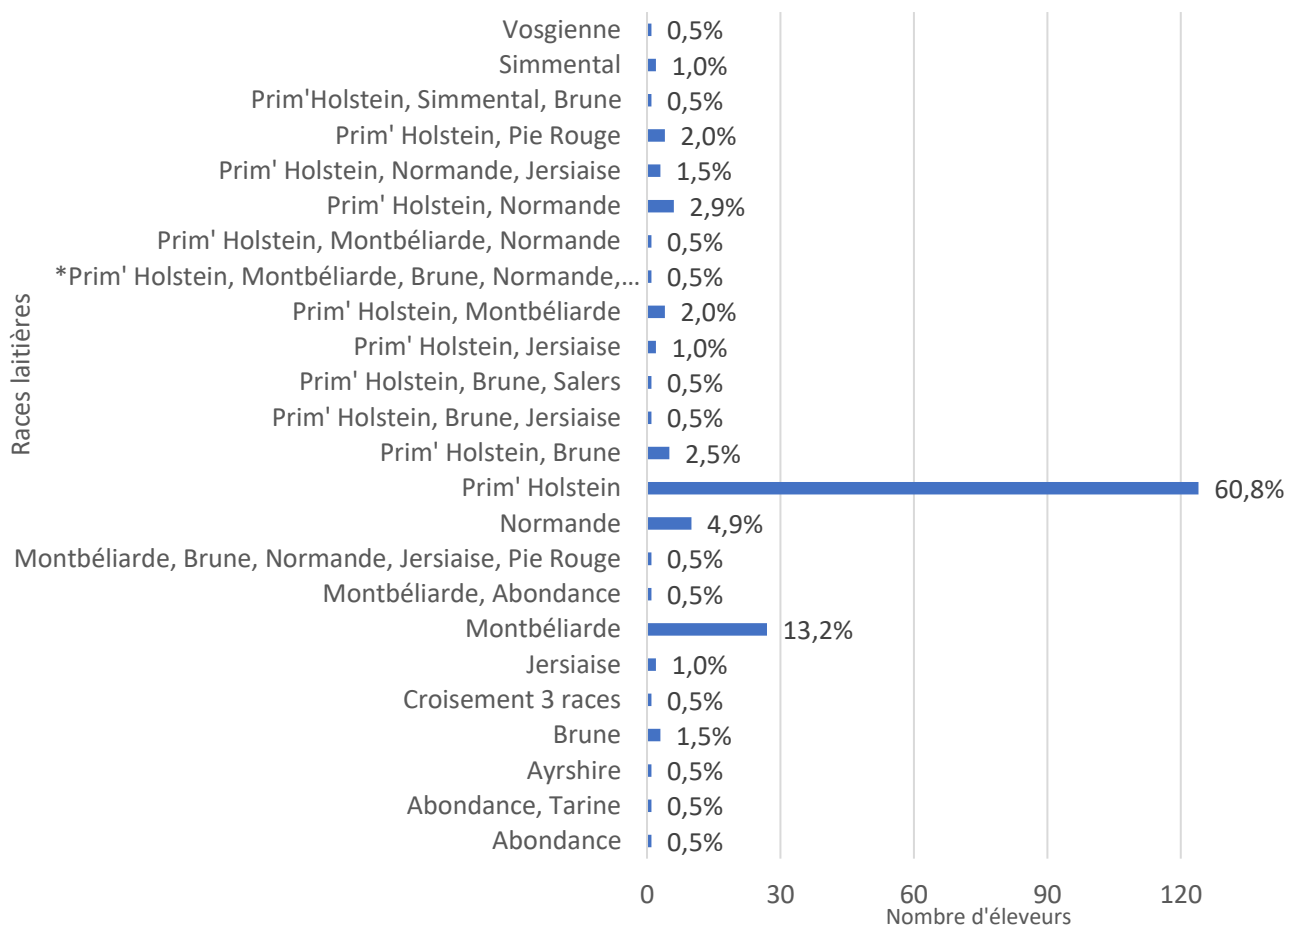 Vosgienne 0,5%
Simmental 1,0%
Prim'Holstein, Simmental, Brune 0,5%
Prim' Holstein, Pie Rouge 2,0%
Prim' Holstein, Normande, Jersiaise 1,5%
Prim' Holstein, Normande 2,9%
Prim' Holstein, Montbéliarde, Normande 0,5%
*Prim' Holstein, Montbéliarde, Brune, Normande,... 0,5%
Prim' Holstein, Montbéliarde 2,0%
Prim' Holstein, Jersiaise 1,0%
Prim' Holstein, Brune, Salers 0,5%
Prim' Holstein, Brune, Jersiaise 0,5%
Prim' Holstein, Brune 2,5%
Prim' Holstein 60,8%
Normande 4,9%
Montbéliarde, Brune, Normande, Jersiaise, Pie Rouge 0,5%
Montbéliarde, Abondance 0,5%
Montbéliarde 13,2%
Jersiaise 1,0%
Croisement 3 races 0,5%
Brune 1,5%
Ayrshire 0,5%
Abondance, Tarine 0,5%
Abondance 0,5%
Races laitières
0 30 60 90 120
Nombre d'éleveurs